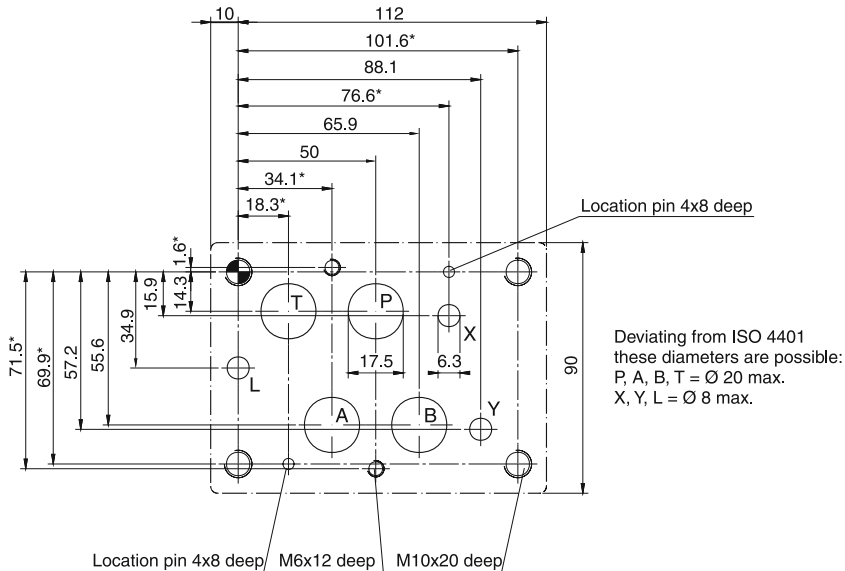 10
112
101.6*
88.1
76.6*
65.9
50
34.1*
18.3*
Location pin 4x8 deep
1.6*
15.9
14.3
34.9
55.6
57.2
69.9*
71.5*
T
P
X
L
17.5
6.3
A
B
Y
90
Deviating from ISO 4401
these diameters are possible:
P, A, B, T = Ø 20 max.
X, Y, L = Ø 8 max.
Location pin 4x8 deep
M6x12 deep
M10x20 deep